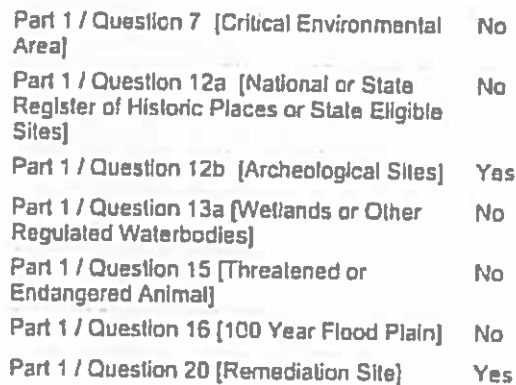 Part 1 / Question 7 [Critical Environmental Area] No
Part 1 / Question 12a [National or State Register of Historic Places or State Eligible Sites] No
Part 1 / Question 12b [Archeological Sites] Yes
Part 1 / Question 13a [Wetlands or Other Regulated Waterbodies] No
Part 1 / Question 15 [Threatened or Endangered Animal] No
Part 1 / Question 16 [100 Year Flood Plain] No
Part 1 / Question 20 [Remediation Site] Yes